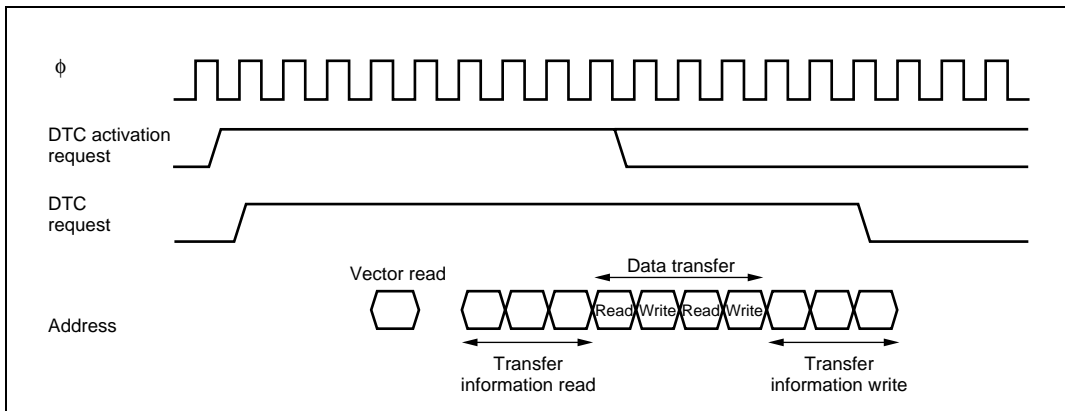 ϕ
DTC activation
request
DTC
request
Vector read
Data transfer
Address
Read Write Read Write
Transfer
information read
Transfer
information write